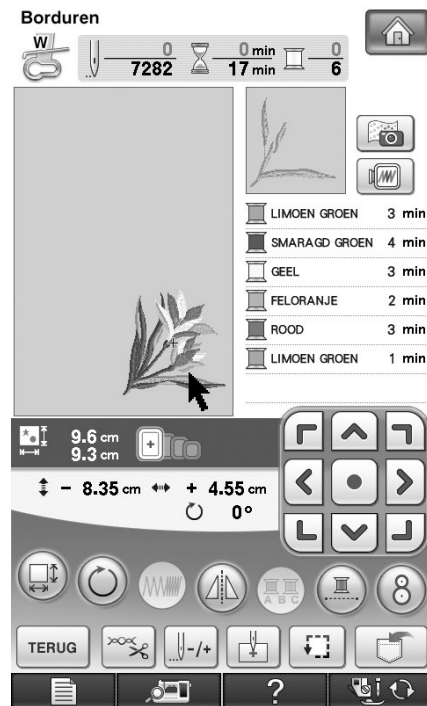 Borduren
W
0 0 min 0
7282 17 min 6
LIMOEN GROEN 3 min
SMARAGD GROEN 4 min
GEEL 3 min
FELORANJE 2 min
ROOD 3 min
LIMOEN GROEN 1 min
9.6 cm
9.3 cm
- 8.35 cm + 4.55 cm
0°
A B C
8
TERUG
-/+
?